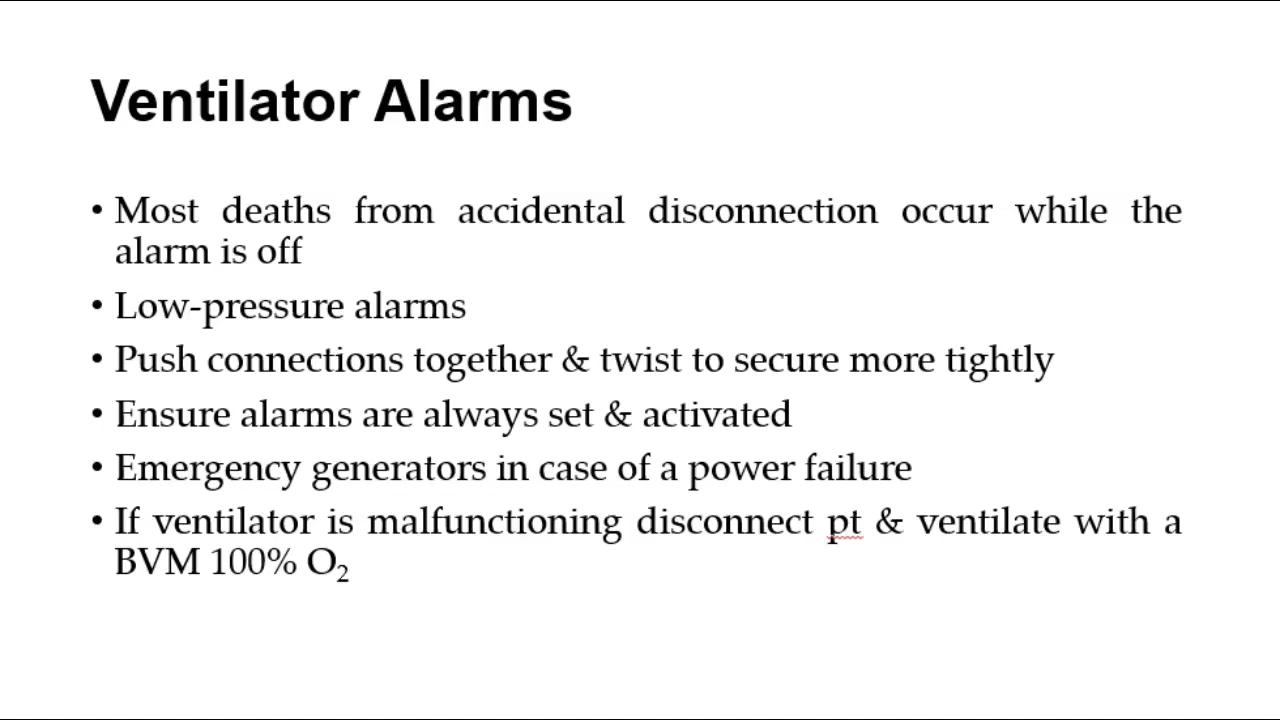 Ventilator Alarms
• Most deaths from accidental disconnection occur while the
alarm is off
• Low-pressure alarms
• Push connections together & twist to secure more tightly
• Ensure alarms are always set & activated
• Emergency generators in case of a power failure
• If ventilator is malfunctioning disconnect pt & ventilate with a
BVM 100% O₂